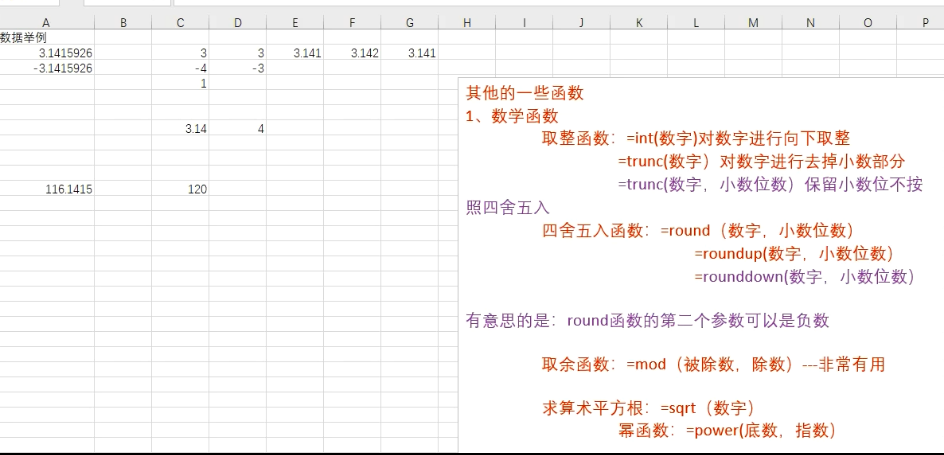 A B C D E F G H I J K L M N O P
数据举例
3.1415926 3 3 3.141 3.142 3.141
-3.1415926 -4 -3
1
3.14 4
116.1415 120
其他的一些函数
1、数学函数
取整函数：=int(数字)对数字进行向下取整
=trunc(数字）对数字进行去掉小数部分
=trunc(数字，小数位数）保留小数位不按
照四舍五入
四舍五入函数：=round（数字，小数位数）
=roundup(数字，小数位数）
=rounddown(数字，小数位数）
有意思的是：round函数的第二个参数可以是负数
取余函数：=mod（被除数，除数）---非常有用
求算术平方根：=sqrt（数字）
幂函数：=power(底数，指数）